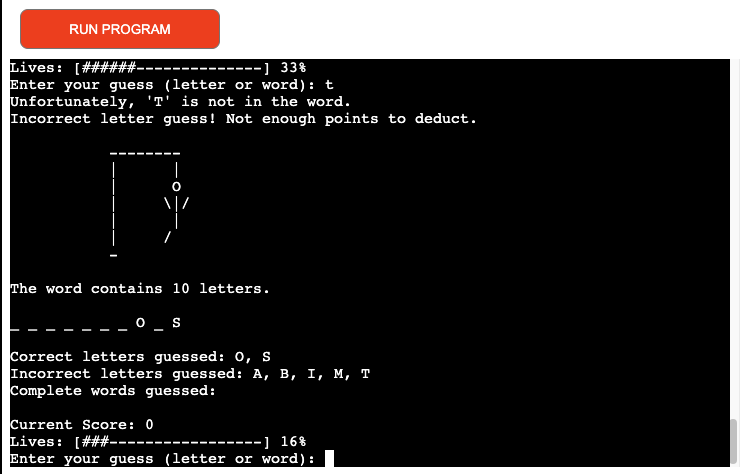 RUN PROGRAM
Lives: [######--------------] 33%
Enter your guess (letter or word): t
Unfortunately, 'T' is not in the word.
Incorrect letter guess! Not enough points to deduct.
--------
|      |
|      O
|     \|/
|      |
|     /
-
The word contains 10 letters.
_ _ _ _ _ _ _ O _ S
Correct letters guessed: O, S
Incorrect letters guessed: A, B, I, M, T
Complete words guessed:
Current Score: 0
Lives: [###-----------------] 16%
Enter your guess (letter or word):